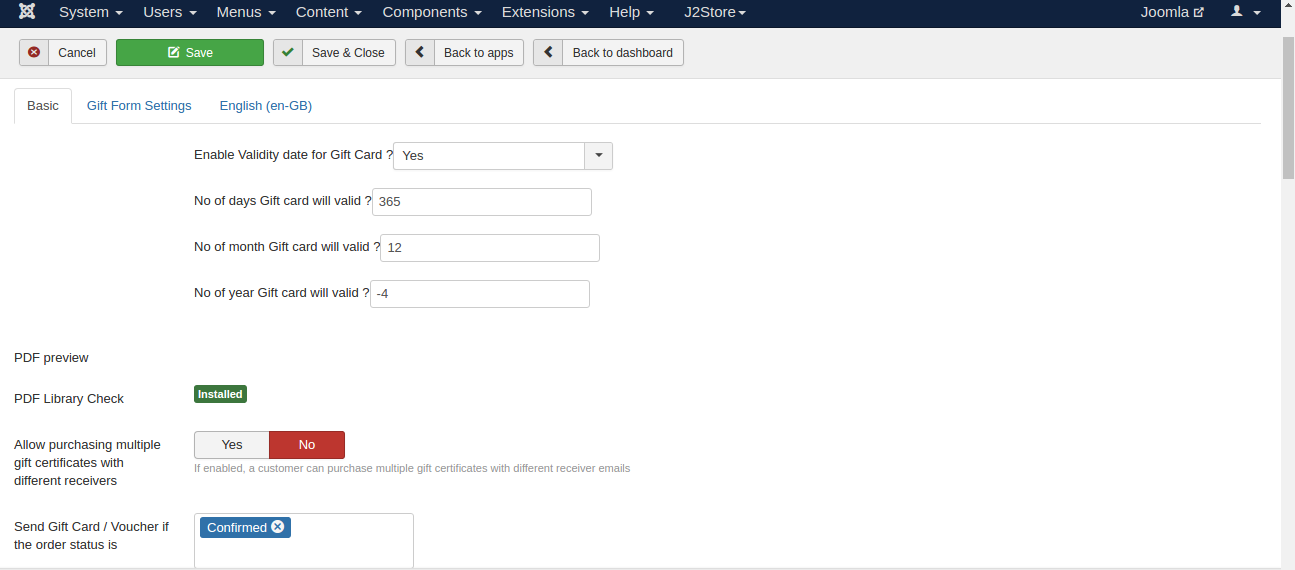 System Users Menus Content Components Extensions Help J2Store Joomla
Cancel Save Save & Close Back to apps Back to dashboard
Basic Gift Form Settings English (en-GB)
Enable Validity date for Gift Card ? Yes
No of days Gift card will valid ? 365
No of month Gift card will valid ? 12
No of year Gift card will valid ? -4
PDF preview
PDF Library Check Installed
Allow purchasing multiple
gift certificates with
different receivers
Yes No
If enabled, a customer can purchase multiple gift certificates with different receiver emails
Send Gift Card / Voucher if
the order status is
Confirmed